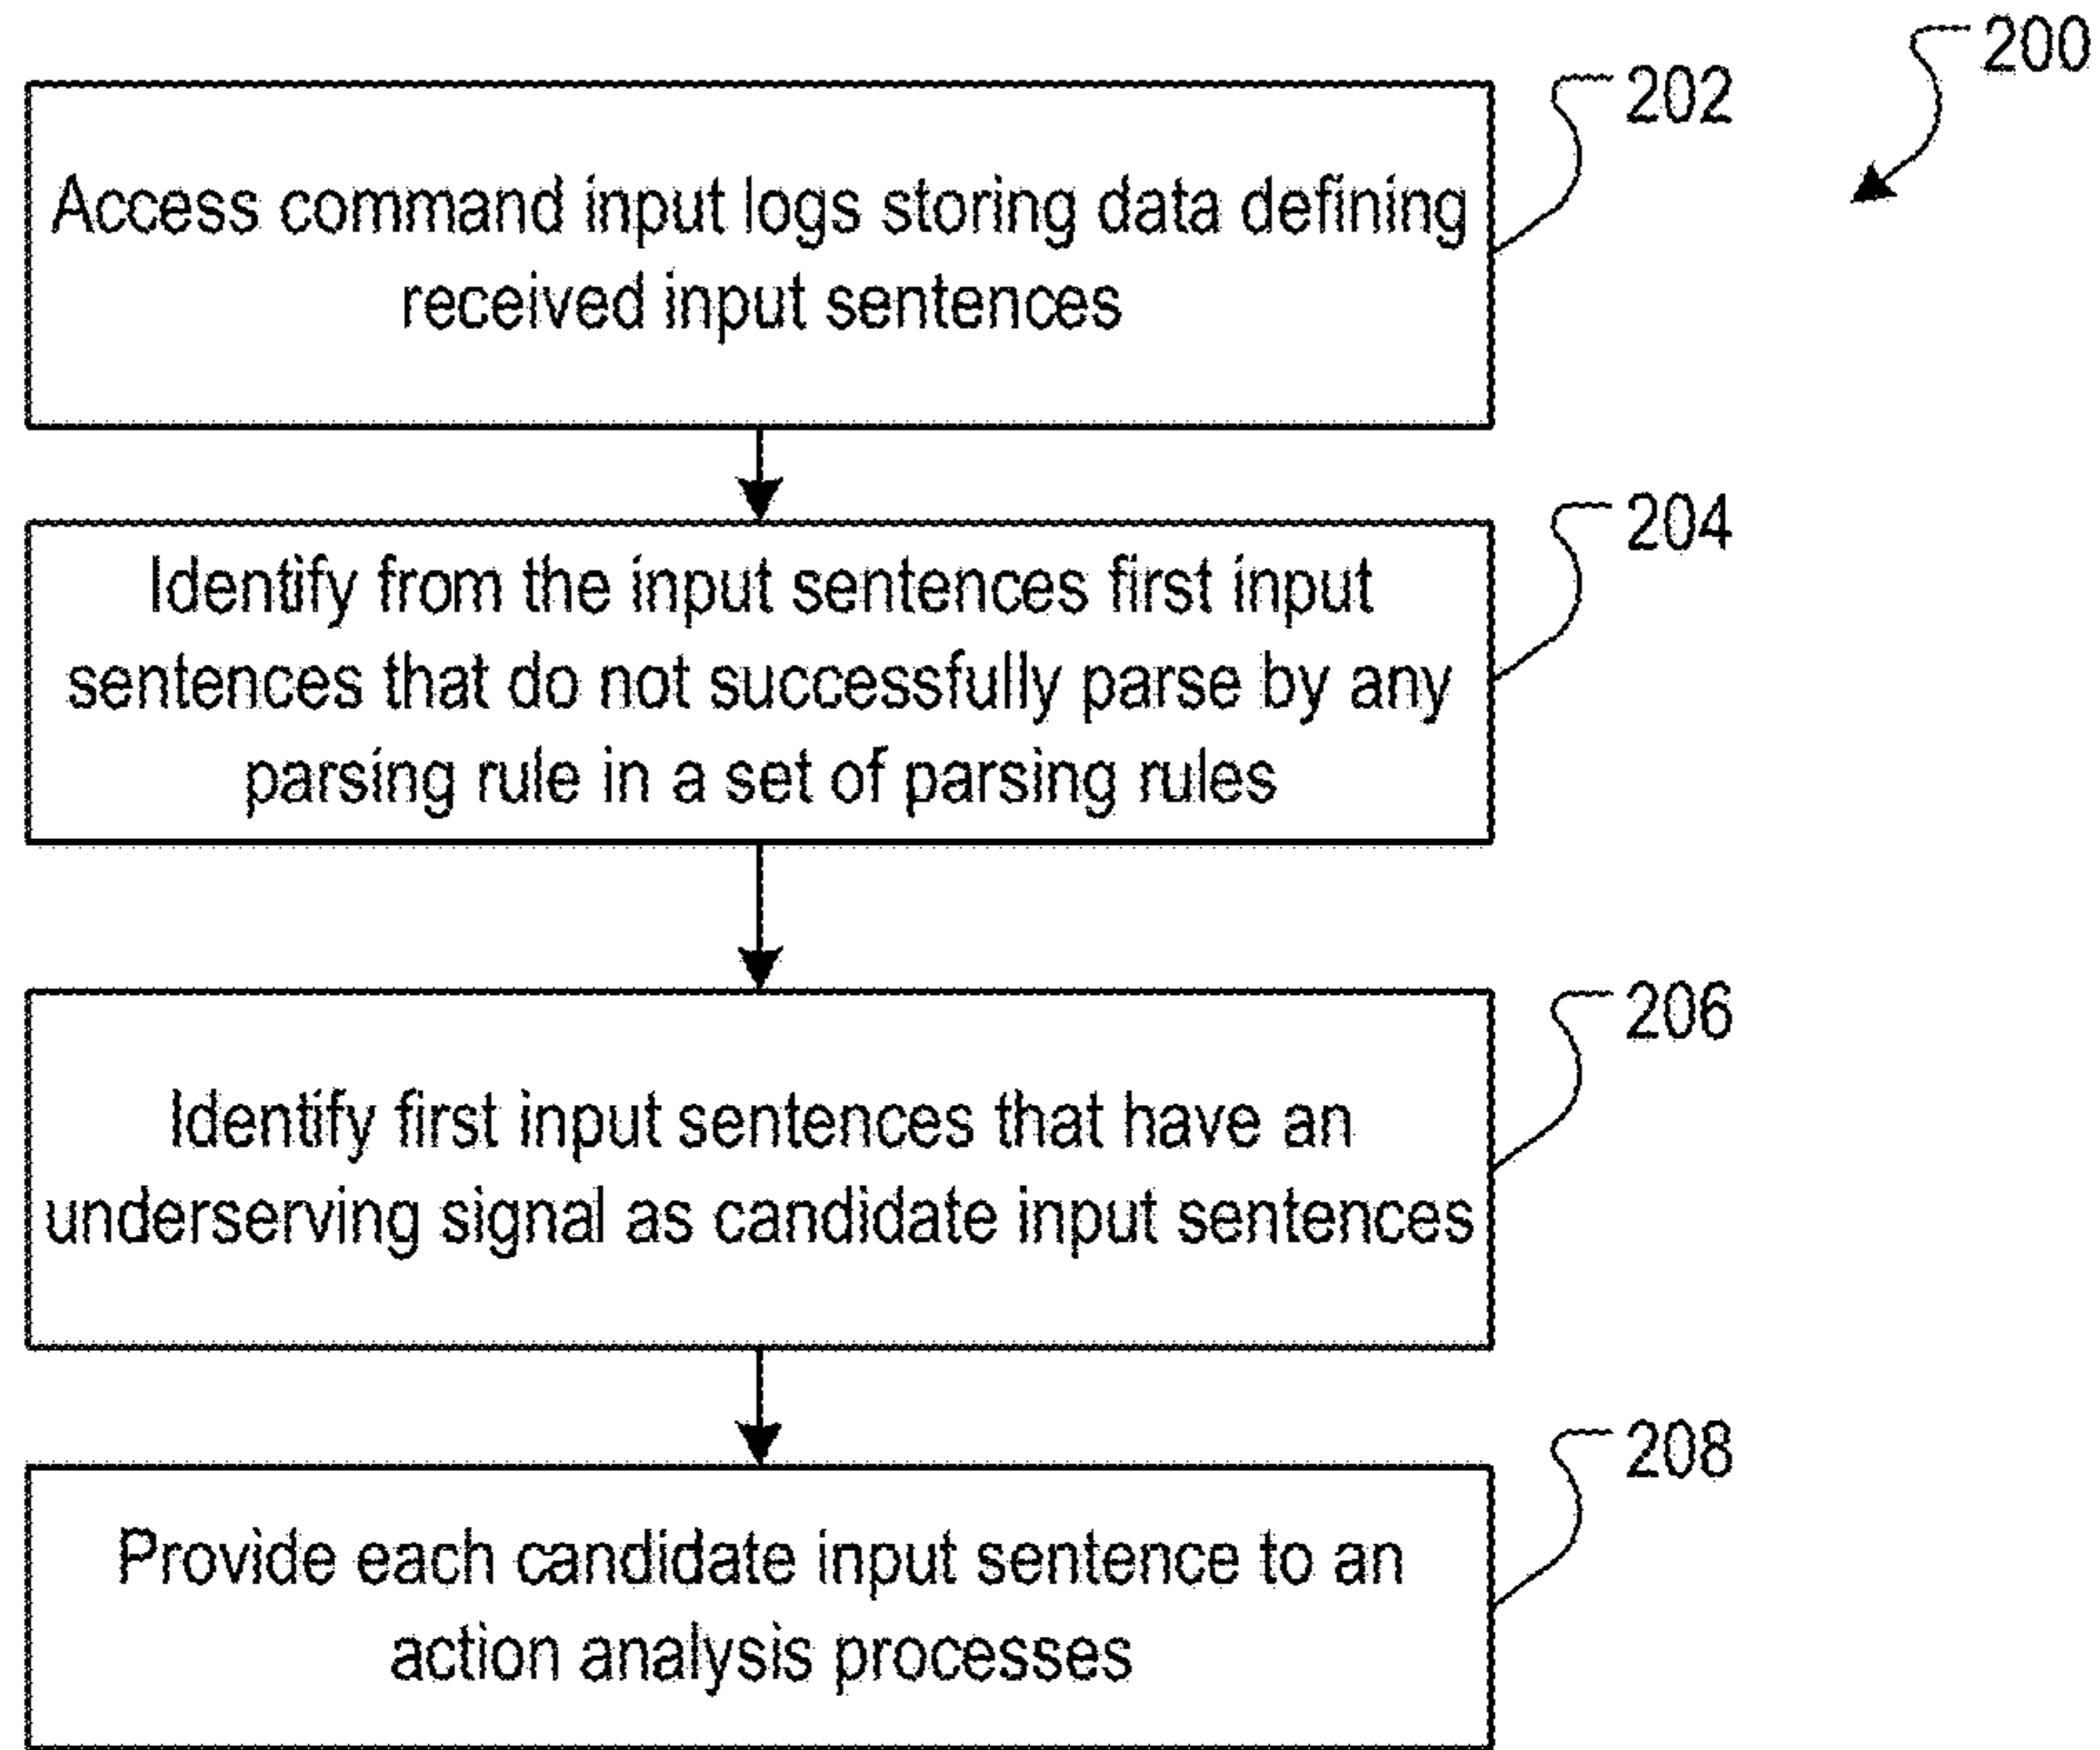 200
202
Access command input logs storing data defining
received input sentences
204
Identify from the input sentences first input
sentences that do not successfully parse by any
parsing rule in a set of parsing rules
206
Identify first input sentences that have an
underserving signal as candidate input sentences
208
Provide each candidate input sentence to an
action analysis processes